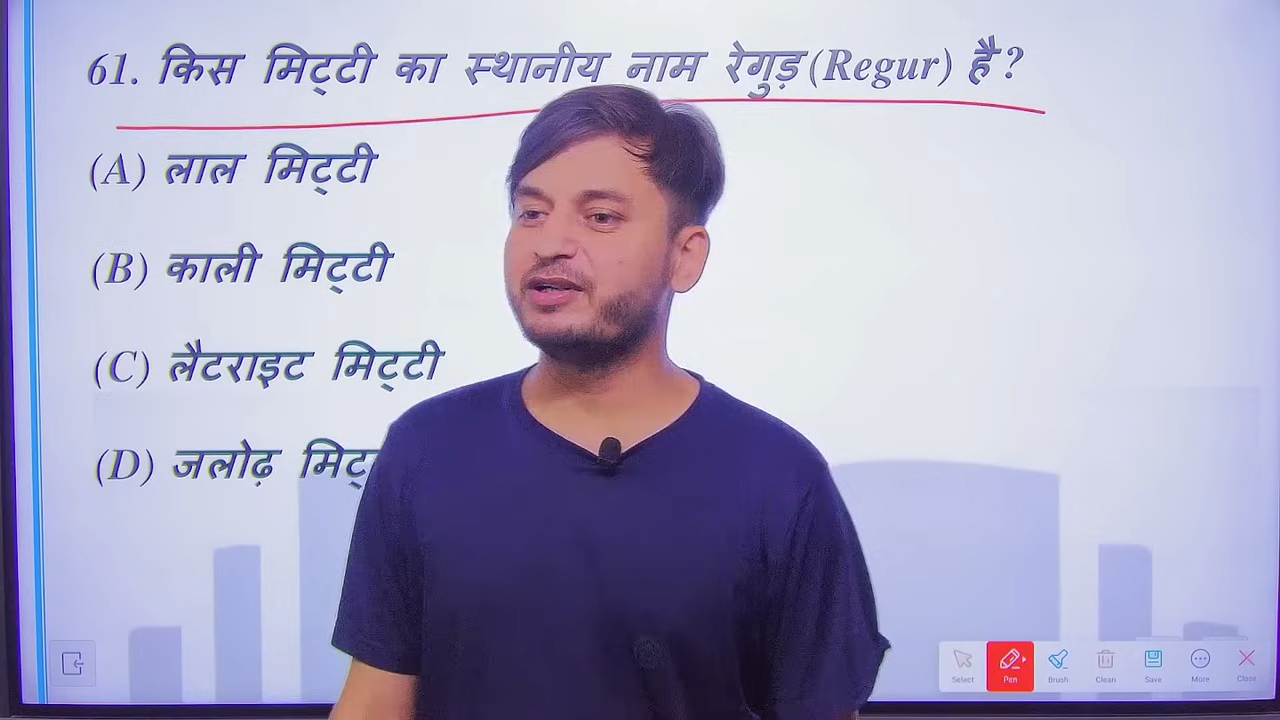 61. किस मिट्टी का स्थानीय नाम रेगुड़(Regur) है?
(A) लाल मिट्टी
(B) काली मिट्टी
(C) लैटराइट मिट्टी
(D) जलोढ़
Select Pen Brush Clean Save More Close